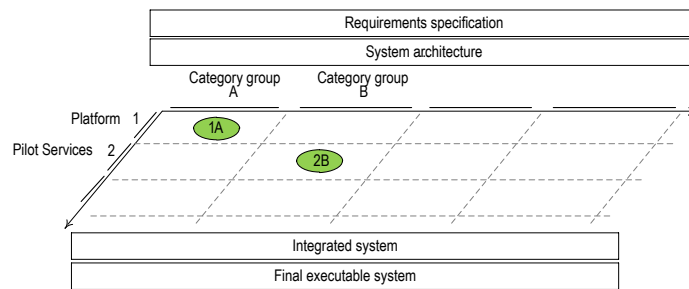 Requirements specification
System architecture
Category group
A
Category group
B
Platform 1
1A
Pilot Services 2
2B
Integrated system
Final executable system